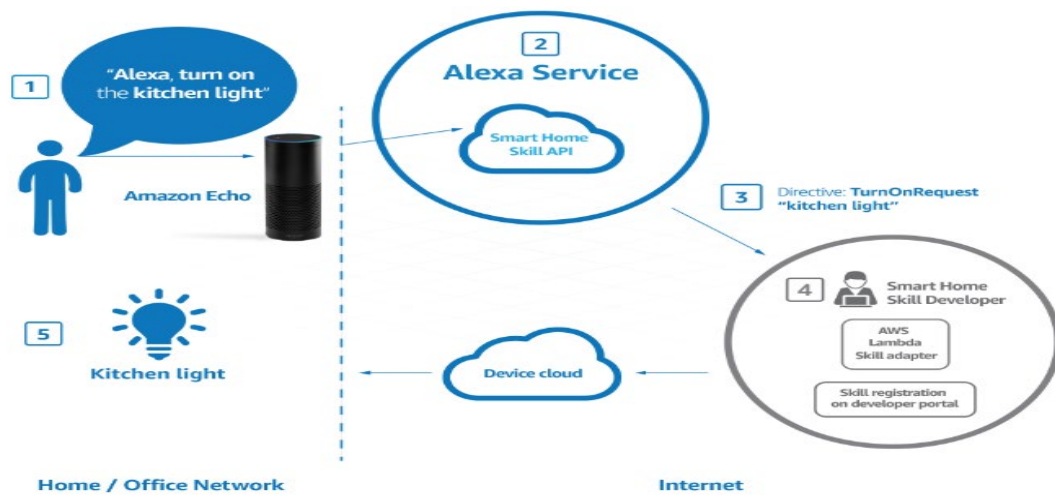 1
“Alexa, turn on
the kitchen light”
Amazon Echo
2
Alexa Service
Smart Home
Skill API
3
Directive: TurnOnRequest
“kitchen light”
4
Smart Home
Skill Developer
AWS
Lambda
Skill adapter
Skill registration
on developer portal
Device cloud
5
Kitchen light
Home / Office Network
Internet